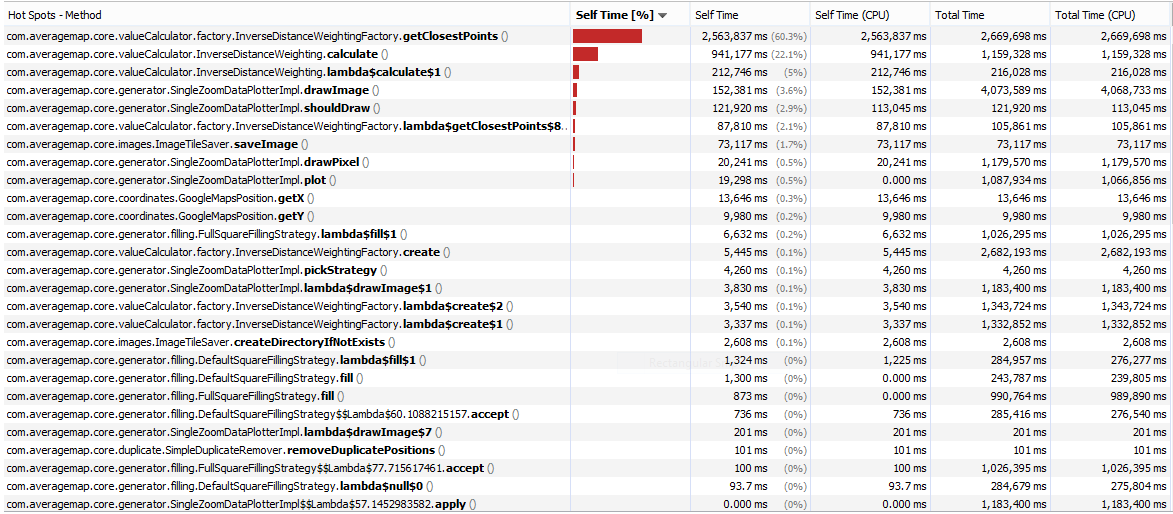 Hot Spots - Method Self Time [%] Self Time Self Time (CPU) Total Time Total Time (CPU)
com.averagemap.core.valueCalculator.factory.InverseDistanceWeightingFactory.getClosestPoints () 2,563,837 ms (60.3%) 2,563,837 ms 2,669,698 ms 2,669,698 ms
com.averagemap.core.valueCalculator.InverseDistanceWeighting.calculate () 941,177 ms (22.1%) 941,177 ms 1,159,328 ms 1,159,328 ms
com.averagemap.core.valueCalculator.InverseDistanceWeighting.lambda$calculate$1 () 212,746 ms (5%) 212,746 ms 216,028 ms 216,028 ms
com.averagemap.core.generator.SingleZoomDataPlotterImpl.drawImage () 152,381 ms (3.6%) 152,381 ms 4,073,589 ms 4,068,733 ms
com.averagemap.core.generator.SingleZoomDataPlotterImpl.shouldDraw () 121,920 ms (2.9%) 113,045 ms 121,920 ms 113,045 ms
com.averagemap.core.valueCalculator.factory.InverseDistanceWeightingFactory.lambda$getClosestPoints$8... 87,810 ms (2.1%) 87,810 ms 105,861 ms 105,861 ms
com.averagemap.core.images.ImageTileSaver.saveImage () 73,117 ms (1.7%) 73,117 ms 73,117 ms 73,117 ms
com.averagemap.core.generator.SingleZoomDataPlotterImpl.drawPixel () 20,241 ms (0.5%) 20,241 ms 1,179,570 ms 1,179,570 ms
com.averagemap.core.generator.SingleZoomDataPlotterImpl.plot () 19,298 ms (0.5%) 0.000 ms 1,087,934 ms 1,066,856 ms
com.averagemap.core.coordinates.GoogleMapsPosition.getX () 13,646 ms (0.3%) 13,646 ms 13,646 ms 13,646 ms
com.averagemap.core.coordinates.GoogleMapsPosition.getY () 9,980 ms (0.2%) 9,980 ms 9,980 ms 9,980 ms
com.averagemap.core.generator.filling.FullSquareFillingStrategy.lambda$fill$1 () 6,632 ms (0.2%) 6,632 ms 1,026,295 ms 1,026,295 ms
com.averagemap.core.valueCalculator.factory.InverseDistanceWeightingFactory.create () 5,445 ms (0.1%) 5,445 ms 2,682,193 ms 2,682,193 ms
com.averagemap.core.generator.SingleZoomDataPlotterImpl.pickStrategy () 4,260 ms (0.1%) 4,260 ms 4,260 ms 4,260 ms
com.averagemap.core.generator.SingleZoomDataPlotterImpl.lambda$drawImage$1 () 3,830 ms (0.1%) 3,830 ms 1,183,400 ms 1,183,400 ms
com.averagemap.core.valueCalculator.factory.InverseDistanceWeightingFactory.lambda$create$2 () 3,540 ms (0.1%) 3,540 ms 1,343,724 ms 1,343,724 ms
com.averagemap.core.valueCalculator.factory.InverseDistanceWeightingFactory.lambda$create$1 () 3,337 ms (0.1%) 3,337 ms 1,332,852 ms 1,332,852 ms
com.averagemap.core.images.ImageTileSaver.createDirectoryIfNotExists () 2,608 ms (0.1%) 2,608 ms 2,608 ms 2,608 ms
com.averagemap.core.generator.filling.DefaultSquareFillingStrategy.lambda$fill$1 () 1,324 ms (0%) 1,225 ms 284,957 ms 276,277 ms
com.averagemap.core.generator.filling.DefaultSquareFillingStrategy.fill () 1,300 ms (0%) 0.000 ms 243,787 ms 239,805 ms
com.averagemap.core.generator.filling.FullSquareFillingStrategy.fill () 873 ms (0%) 0.000 ms 990,764 ms 989,890 ms
com.averagemap.core.generator.filling.DefaultSquareFillingStrategy$$Lambda$60.1088215157.accept () 736 ms (0%) 736 ms 285,416 ms 276,540 ms
com.averagemap.core.generator.SingleZoomDataPlotterImpl.lambda$drawImage$7 () 201 ms (0%) 201 ms 201 ms 201 ms
com.averagemap.core.duplicate.SimpleDuplicateRemover.removeDuplicatePositions () 101 ms (0%) 101 ms 101 ms 101 ms
com.averagemap.core.generator.filling.FullSquareFillingStrategy$$Lambda$77.715617461.accept () 100 ms (0%) 100 ms 1,026,395 ms 1,026,395 ms
com.averagemap.core.generator.filling.DefaultSquareFillingStrategy.lambda$null$0 () 93.7 ms (0%) 93.7 ms 284,679 ms 275,804 ms
com.averagemap.core.generator.SingleZoomDataPlotterImpl$$Lambda$57.1452983582.apply () 0.000 ms (0%) 0.000 ms 1,183,400 ms 1,183,400 ms